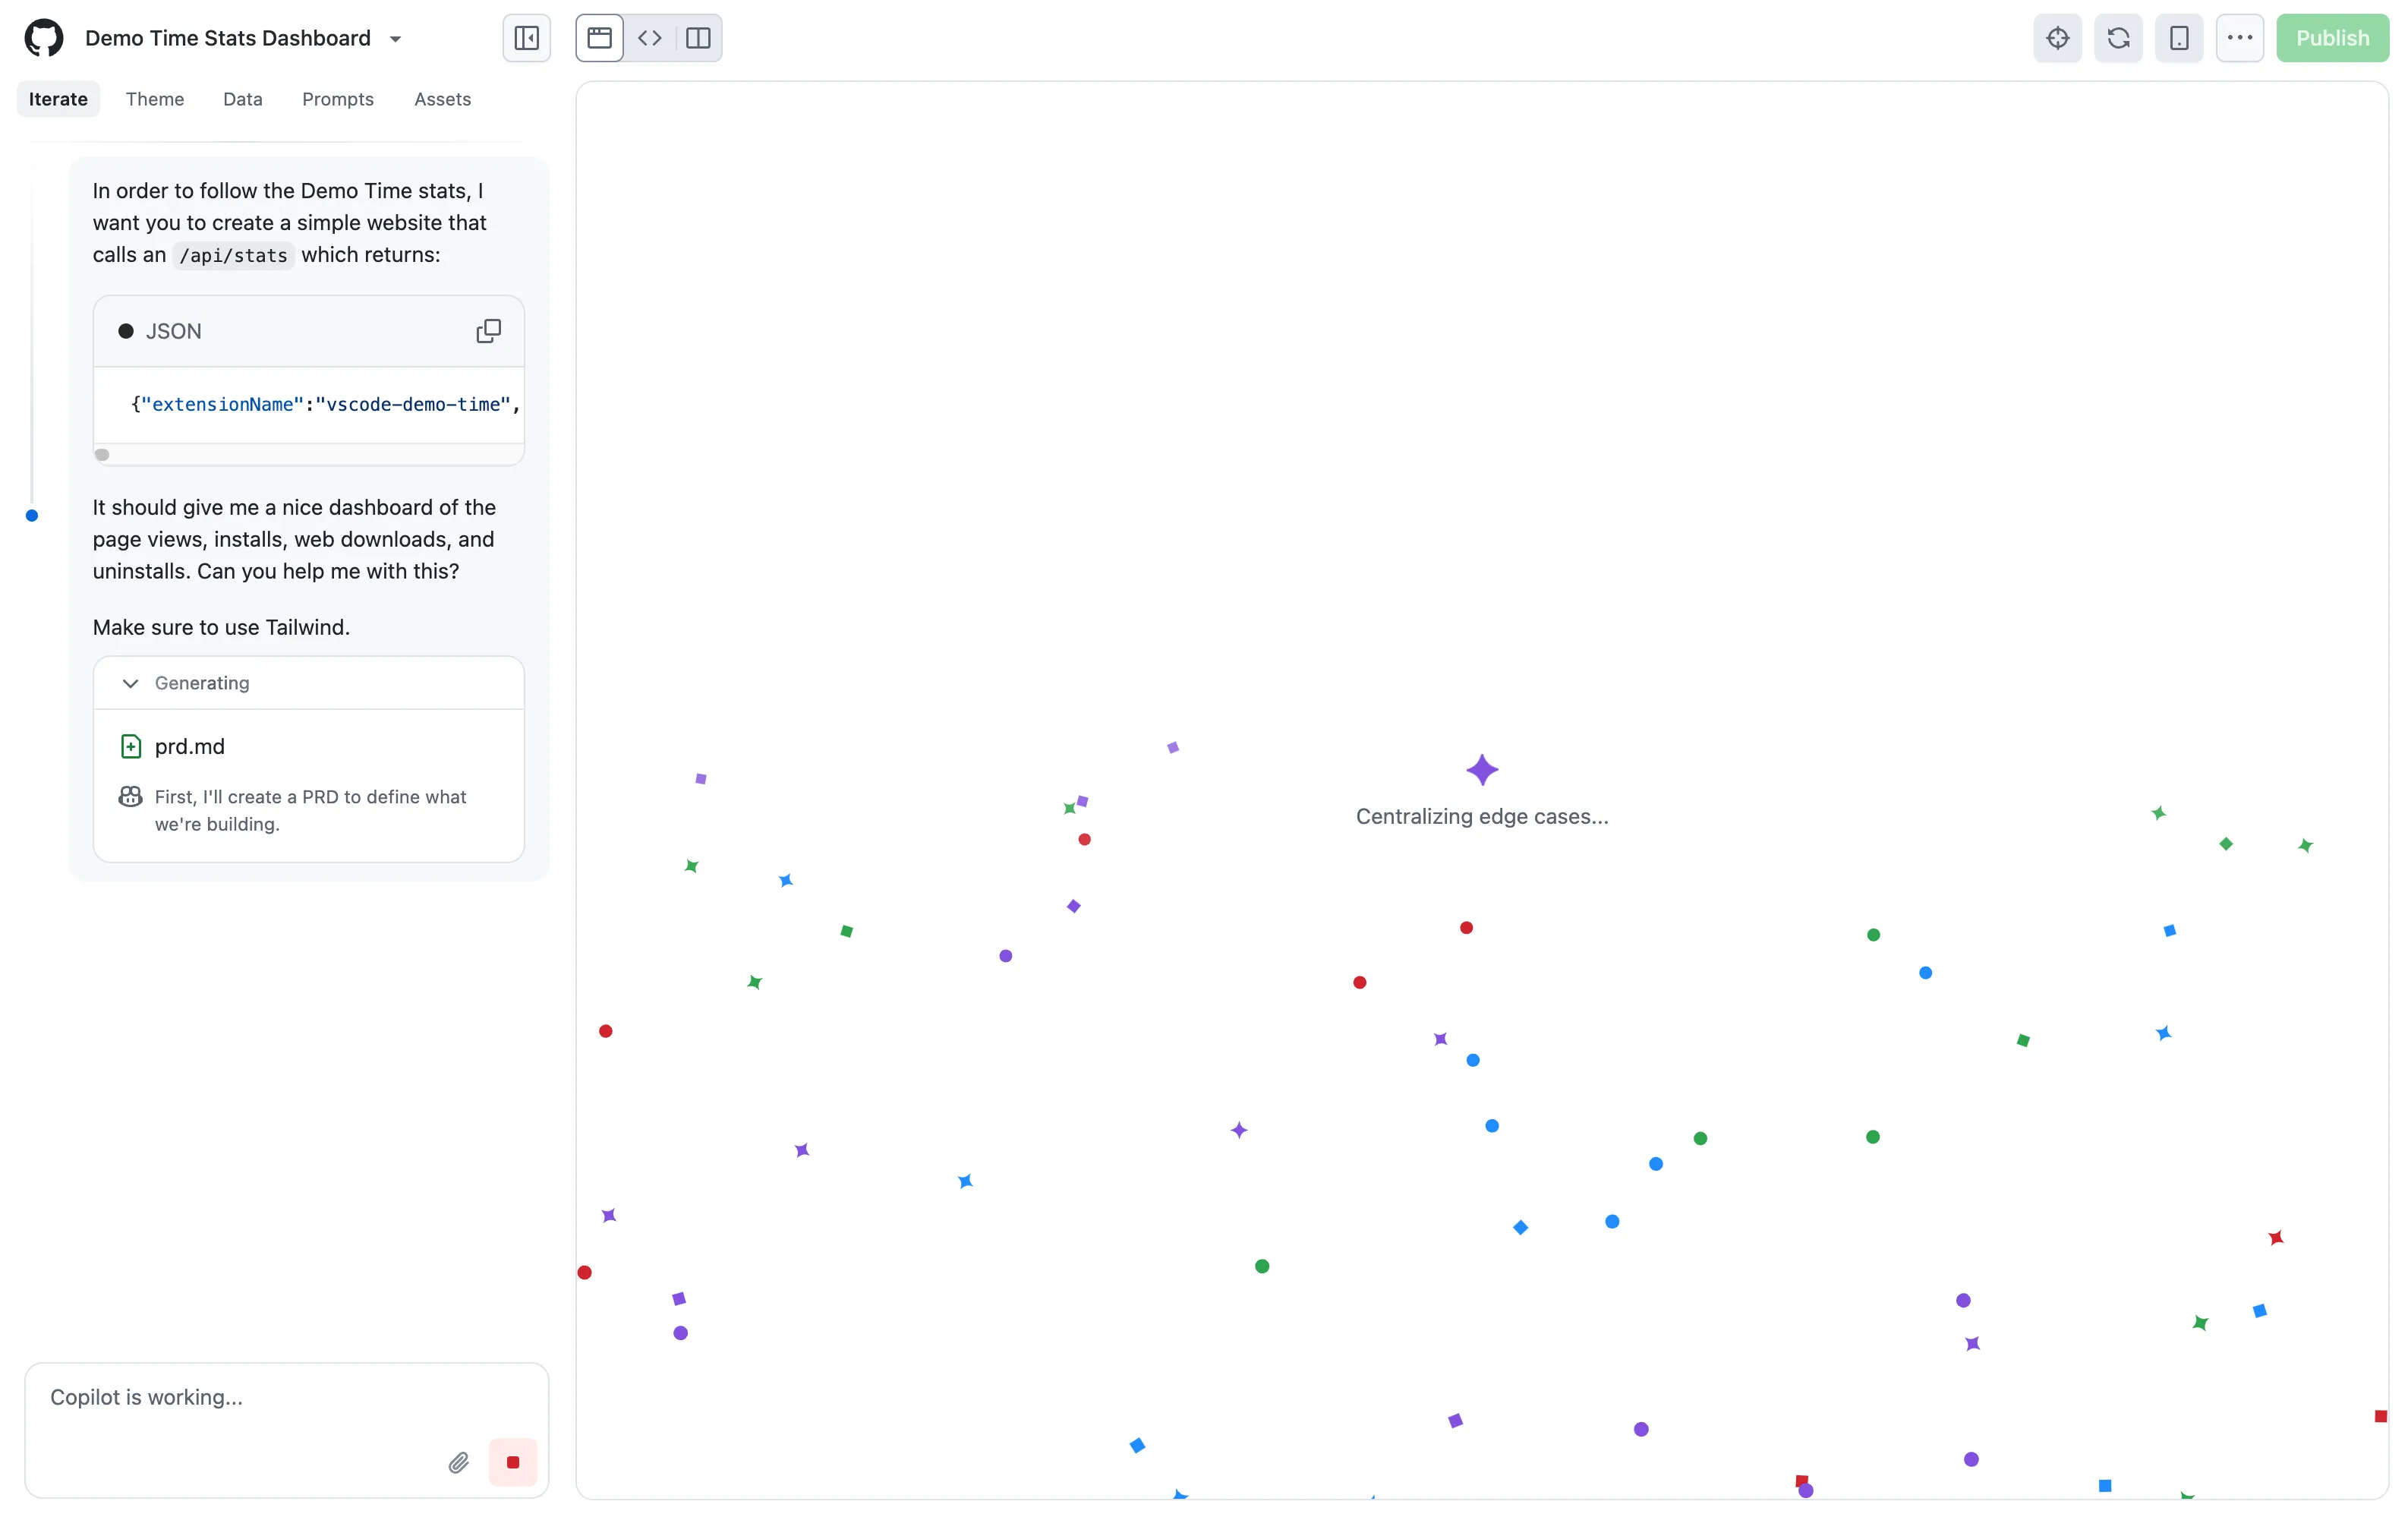 Demo Time Stats Dashboard
Publish
Iterate Theme Data Prompts Assets
In order to follow the Demo Time stats, I
want you to create a simple website that
calls an /api/stats which returns:
JSON
{"extensionName":"vscode-demo-time",
It should give me a nice dashboard of the
page views, installs, web downloads, and
uninstalls. Can you help me with this?
Make sure to use Tailwind.
Generating
prd.md
First, I'll create a PRD to define what
we're building.
Copilot is working...
Centralizing edge cases...